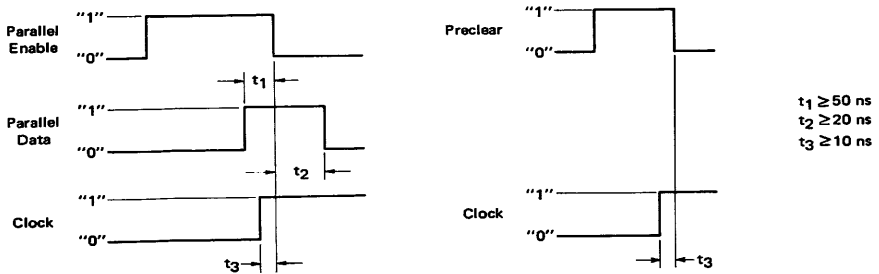 Parallel
Enable
"1"
"0"
t1
Parallel
Data
"1"
"0"
t2
Clock
"1"
"0"
t3
Preclear
"1"
"0"
Clock
"1"
"0"
t3
t1 ≥ 50 ns
t2 ≥ 20 ns
t3 ≥ 10 ns